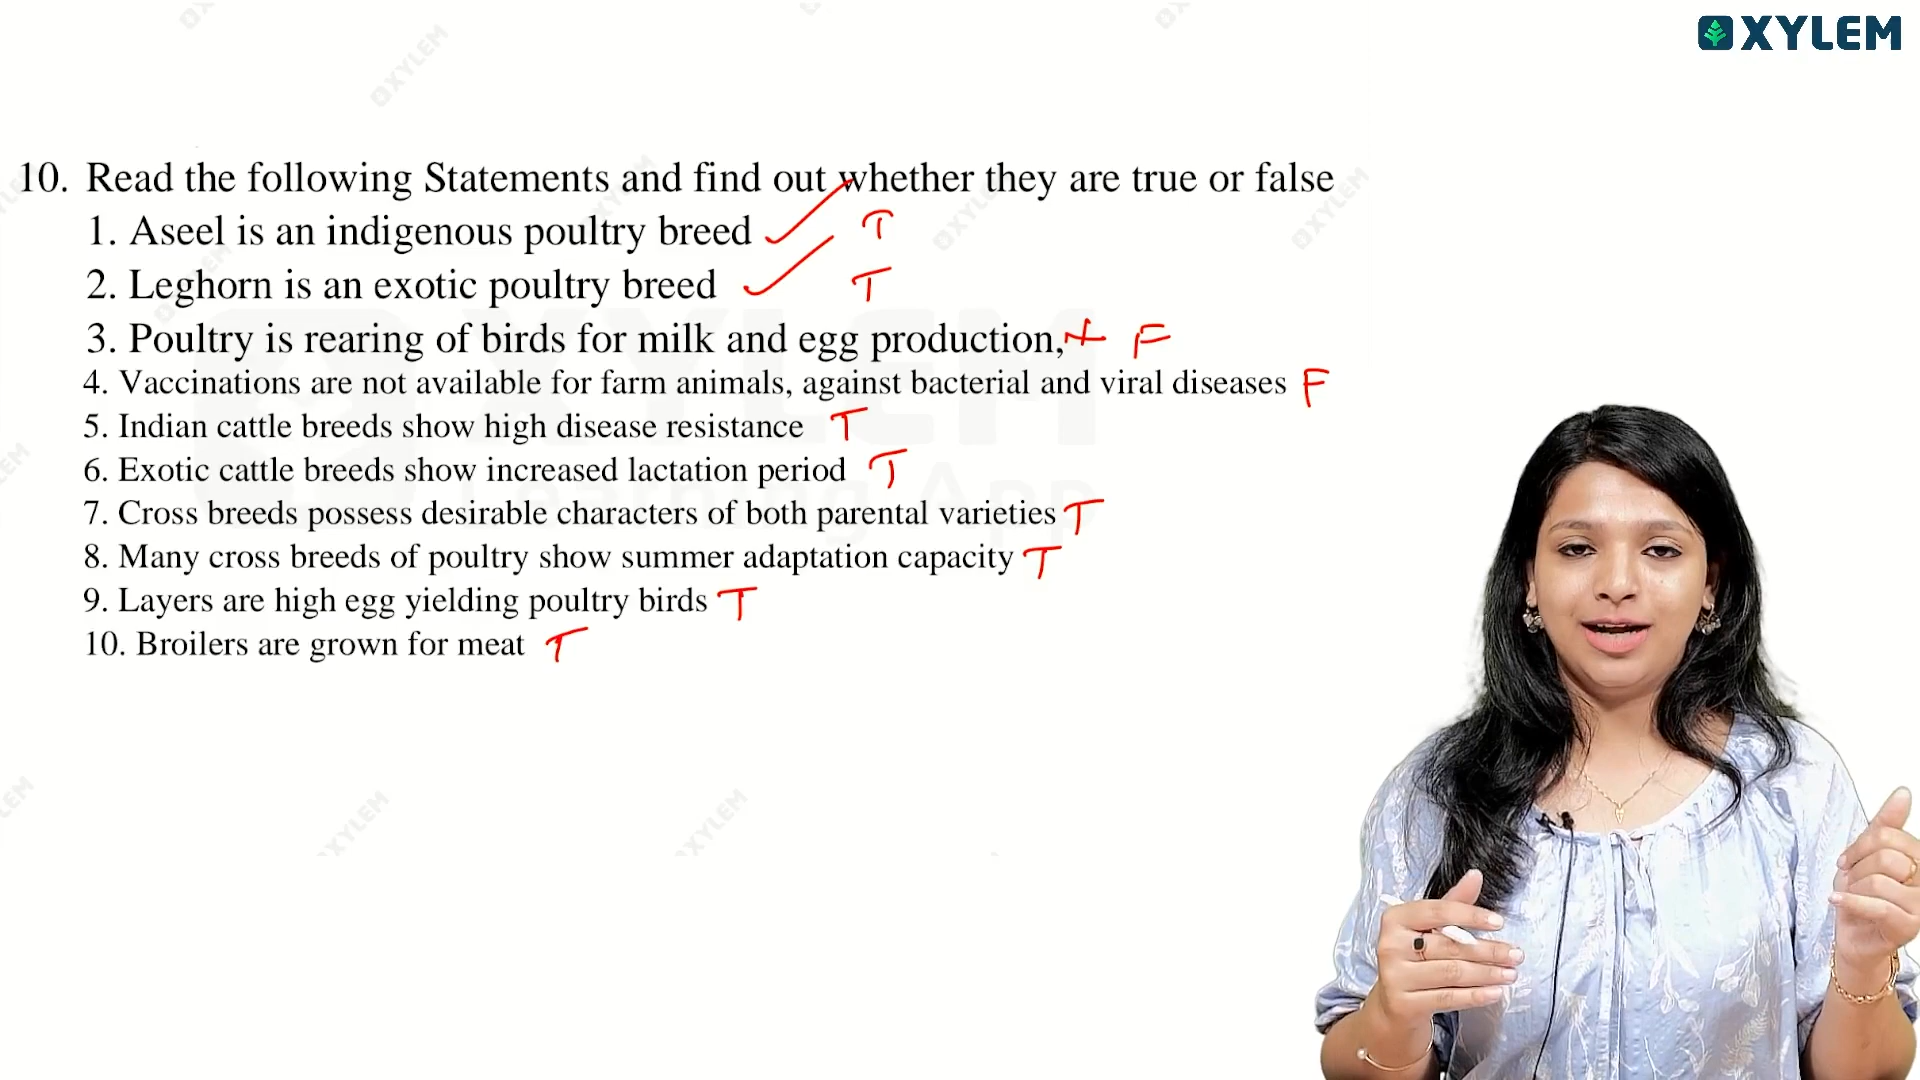 XYLEM
10. Read the following Statements and find out whether they are true or false
1. Aseel is an indigenous poultry breed T
2. Leghorn is an exotic poultry breed T
3. Poultry is rearing of birds for milk and egg production, F
4. Vaccinations are not available for farm animals, against bacterial and viral diseases F
5. Indian cattle breeds show high disease resistance T
6. Exotic cattle breeds show increased lactation period T
7. Cross breeds possess desirable characters of both parental varieties T
8. Many cross breeds of poultry show summer adaptation capacity T
9. Layers are high egg yielding poultry birds T
10. Broilers are grown for meat T
XYLEM
Learning App